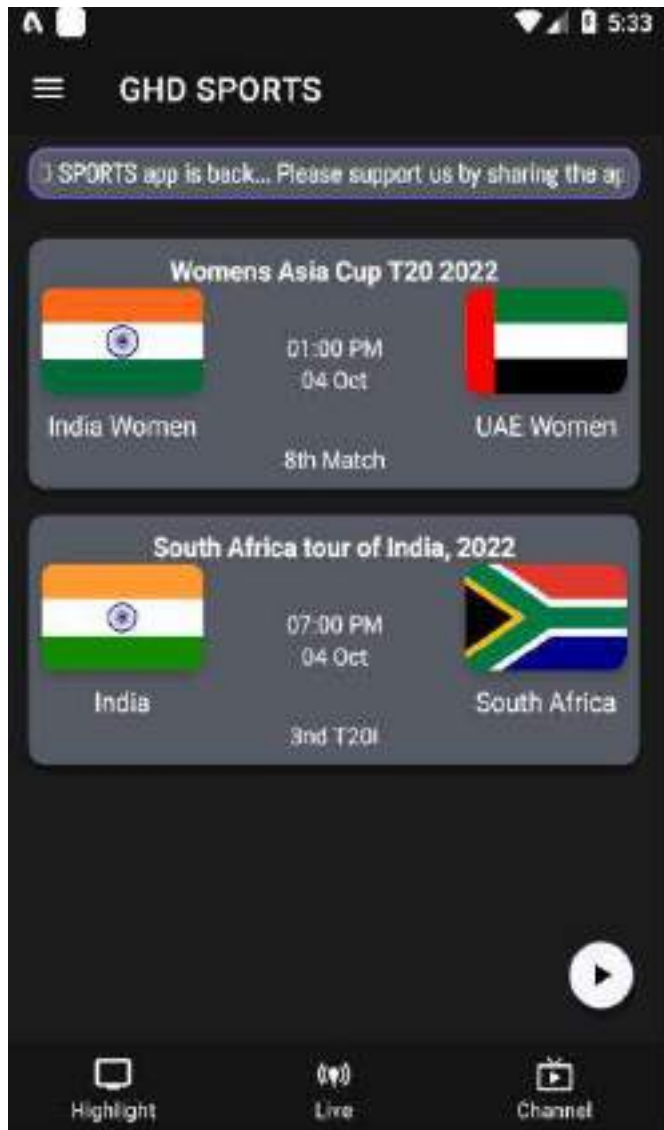 5:33
GHD SPORTS
SPORTS app is back... Please support us by sharing the ap
Womens Asia Cup T20 2022
01:00 PM
04 Oct
India Women
UAE Women
8th Match
South Africa tour of India, 2022
07:00 PM
04 Oct
India
South Africa
3nd T20I
Highlight
Live
Channel